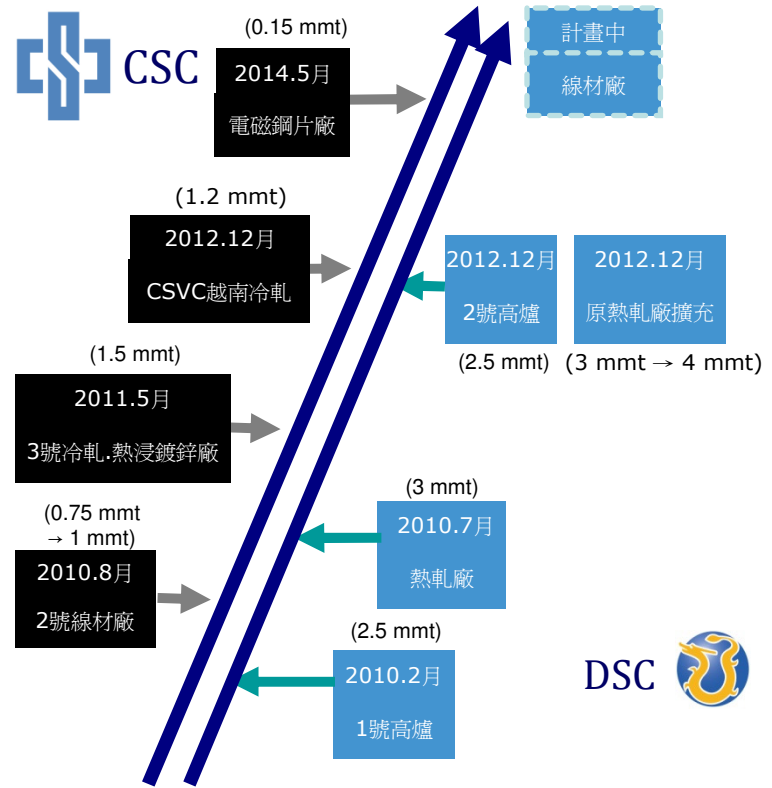 CSC
(0.15 mmt)
2014.5月
電磁鋼片廠
計畫中
線材廠
(1.2 mmt)
2012.12月
CSVC越南冷軋
2012.12月
2號高爐
(2.5 mmt)
2012.12月
原熱軋廠擴充
(3 mmt → 4 mmt)
(1.5 mmt)
2011.5月
3號冷軋.熱浸鍍鋅廠
(3 mmt)
2010.7月
熱軋廠
(0.75 mmt
→ 1 mmt)
2010.8月
2號線材廠
(2.5 mmt)
2010.2月
1號高爐
DSC